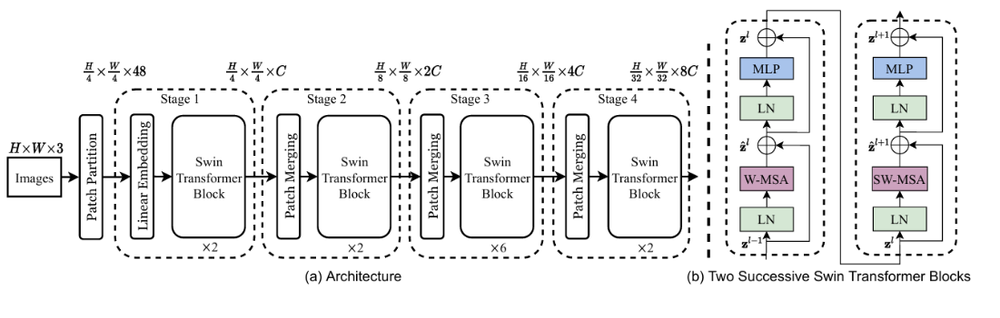 H×W×3
Images
Patch Partition
H/4 × W/4 × 48
Stage 1
Linear Embedding
Swin
Transformer
Block
×2
H/4 × W/4 × C
Stage 2
Patch Merging
Swin
Transformer
Block
×2
H/8 × W/8 × 2C
Stage 3
Patch Merging
Swin
Transformer
Block
×6
H/16 × W/16 × 4C
Stage 4
Patch Merging
Swin
Transformer
Block
×2
H/32 × W/32 × 8C
(a) Architecture
z^l
MLP
LN
ẑ^l
W-MSA
LN
z^{l-1}
z^{l+1}
MLP
LN
ẑ^{l+1}
SW-MSA
LN
z^l
(b) Two Successive Swin Transformer Blocks